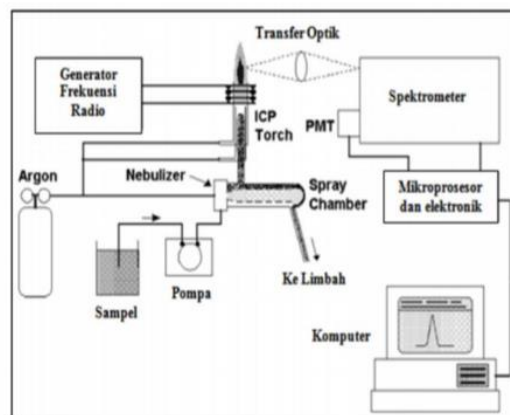 Transfer Optik
Generator
Frekuensi
Radio
Spektrometer
ICP
Torch
PMT
Argon
Nebulizer
Spray
Chamber
Mikroprosesor
dan elektronik
Ke Limbah
Pompa
Sampel
Komputer